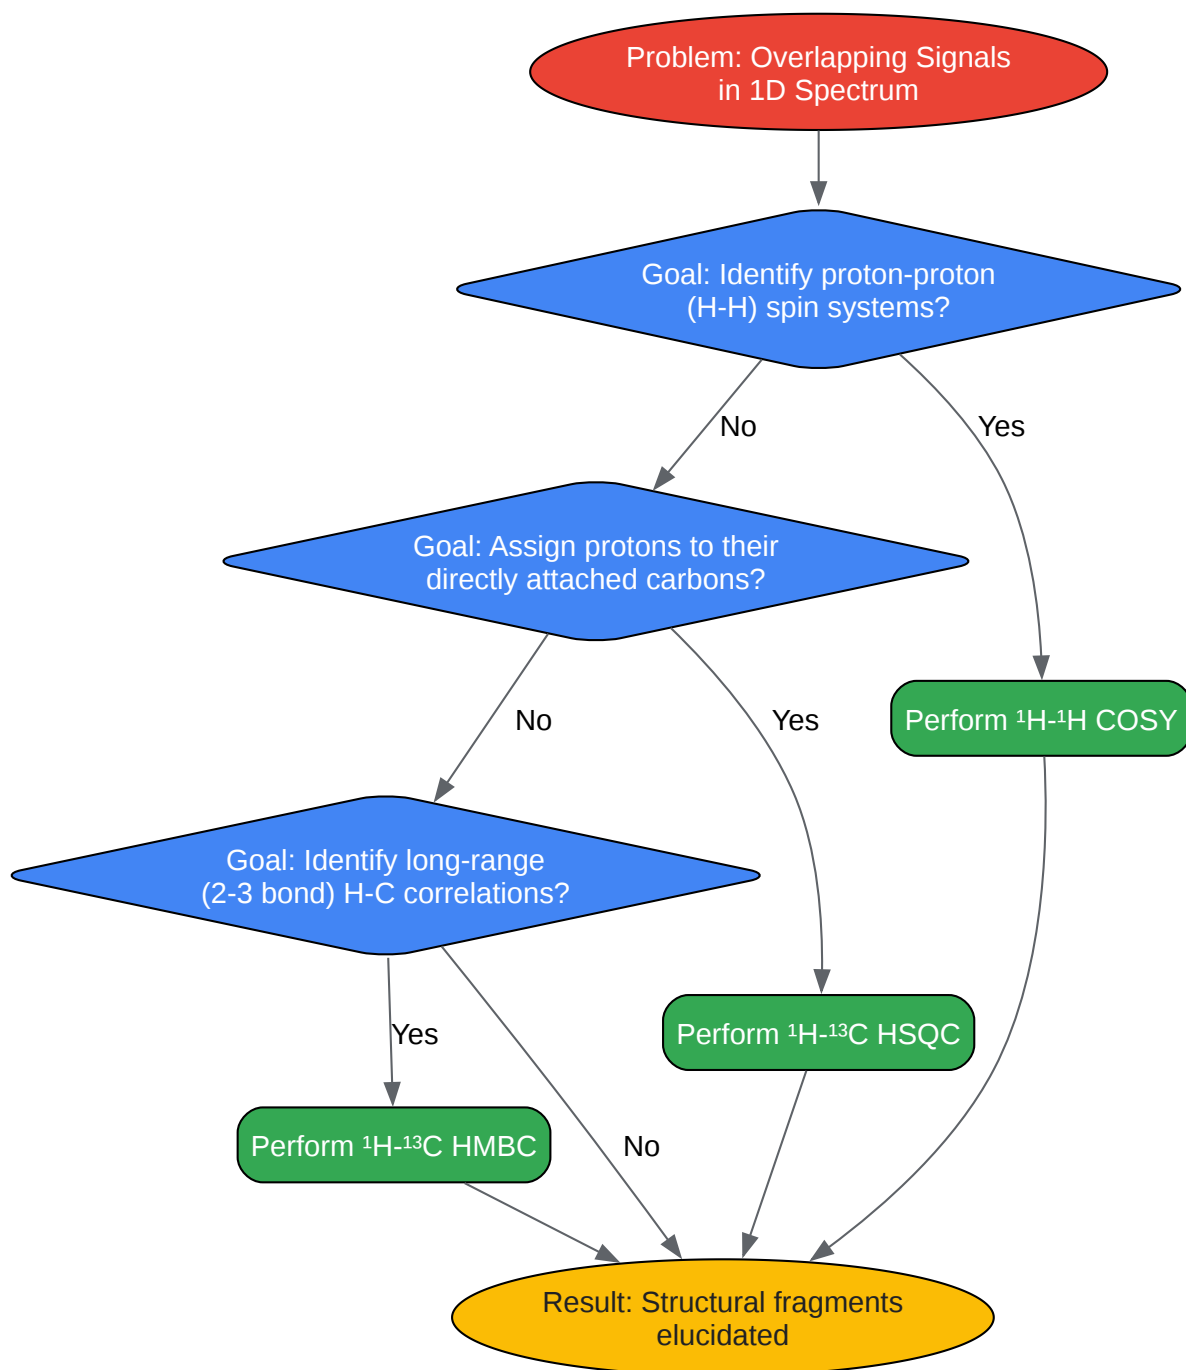 Problem: Overlapping Signals
in 1D Spectrum
Goal: Identify proton-proton
(H-H) spin systems?
No
Yes
Goal: Assign protons to their
directly attached carbons?
No
Yes
Perform ¹H-¹H COSY
Goal: Identify long-range
(2-3 bond) H-C correlations?
Yes
No
Perform ¹H-¹³C HSQC
Perform ¹H-¹³C HMBC
Result: Structural fragments
elucidated